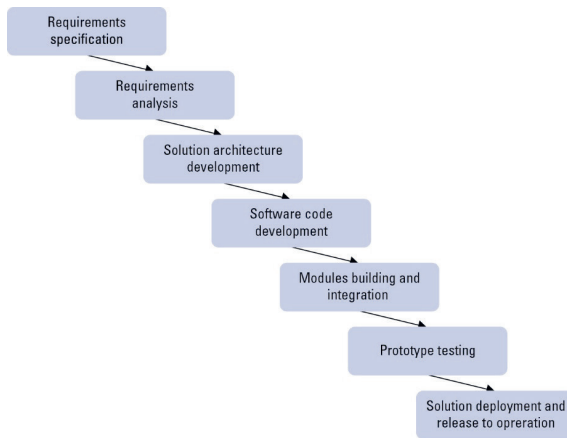 Requirements
specification
Requirements
analysis
Solution architecture
development
Software code
development
Modules building and
integration
Prototype testing
Solution deployment and
release to opreration